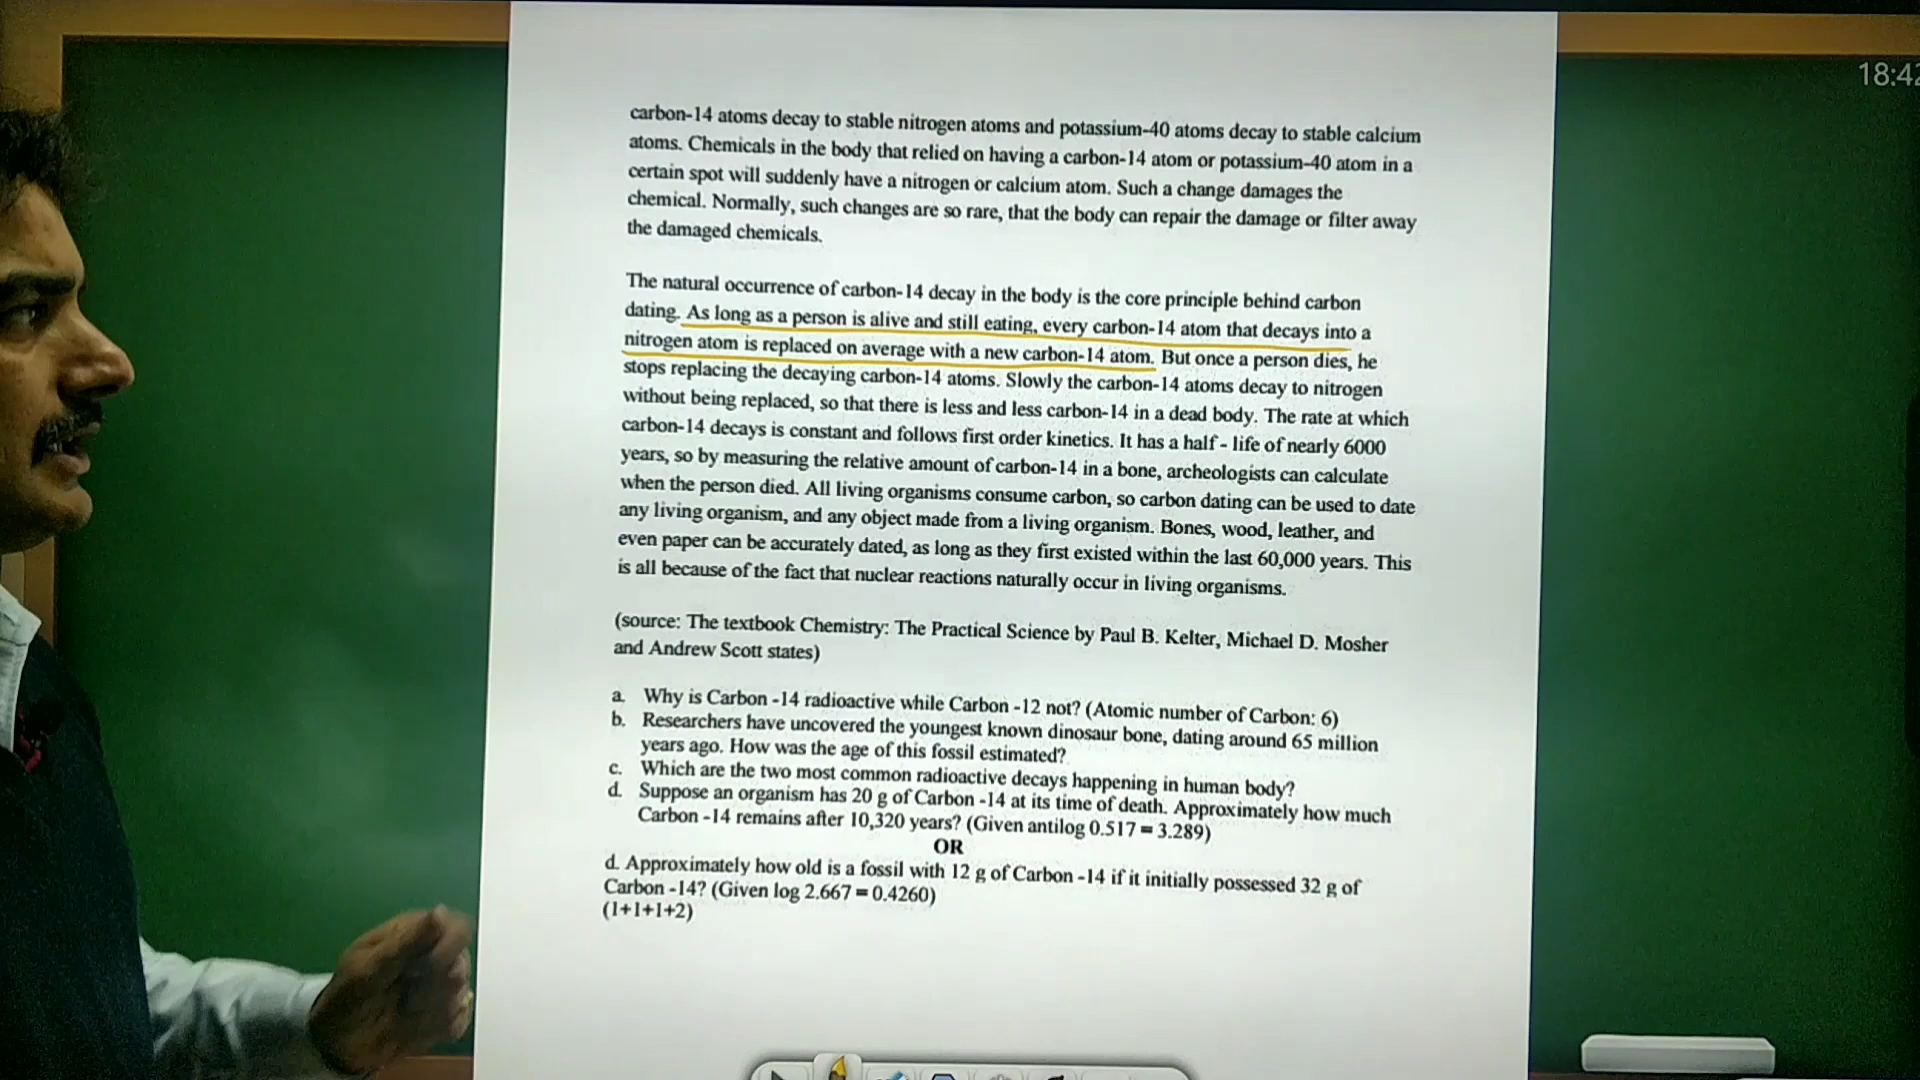 18:42
carbon-14 atoms decay to stable nitrogen atoms and potassium-40 atoms decay to stable calcium
atoms. Chemicals in the body that relied on having a carbon-14 atom or potassium-40 atom in a
certain spot will suddenly have a nitrogen or calcium atom. Such a change damages the
chemical. Normally, such changes are so rare, that the body can repair the damage or filter away
the damaged chemicals.
The natural occurrence of carbon-14 decay in the body is the core principle behind carbon
dating. As long as a person is alive and still eating, every carbon-14 atom that decays into a
nitrogen atom is replaced on average with a new carbon-14 atom. But once a person dies, he
stops replacing the decaying carbon-14 atoms. Slowly the carbon-14 atoms decay to nitrogen
without being replaced, so that there is less and less carbon-14 in a dead body. The rate at which
carbon-14 decays is constant and follows first order kinetics. It has a half - life of nearly 6000
years, so by measuring the relative amount of carbon-14 in a bone, archeologists can calculate
when the person died. All living organisms consume carbon, so carbon dating can be used to date
any living organism, and any object made from a living organism. Bones, wood, leather, and
even paper can be accurately dated, as long as they first existed within the last 60,000 years. This
is all because of the fact that nuclear reactions naturally occur in living organisms.
(source: The textbook Chemistry: The Practical Science by Paul B. Kelter, Michael D. Mosher
and Andrew Scott states)
a. Why is Carbon -14 radioactive while Carbon -12 not? (Atomic number of Carbon: 6)
b. Researchers have uncovered the youngest known dinosaur bone, dating around 65 million
years ago. How was the age of this fossil estimated?
c. Which are the two most common radioactive decays happening in human body?
d. Suppose an organism has 20 g of Carbon -14 at its time of death. Approximately how much
Carbon -14 remains after 10,320 years? (Given antilog 0.517 = 3.289)
OR
d. Approximately how old is a fossil with 12 g of Carbon -14 if it initially possessed 32 g of
Carbon -14? (Given log 2.667 = 0.4260)
(1+1+1+2)